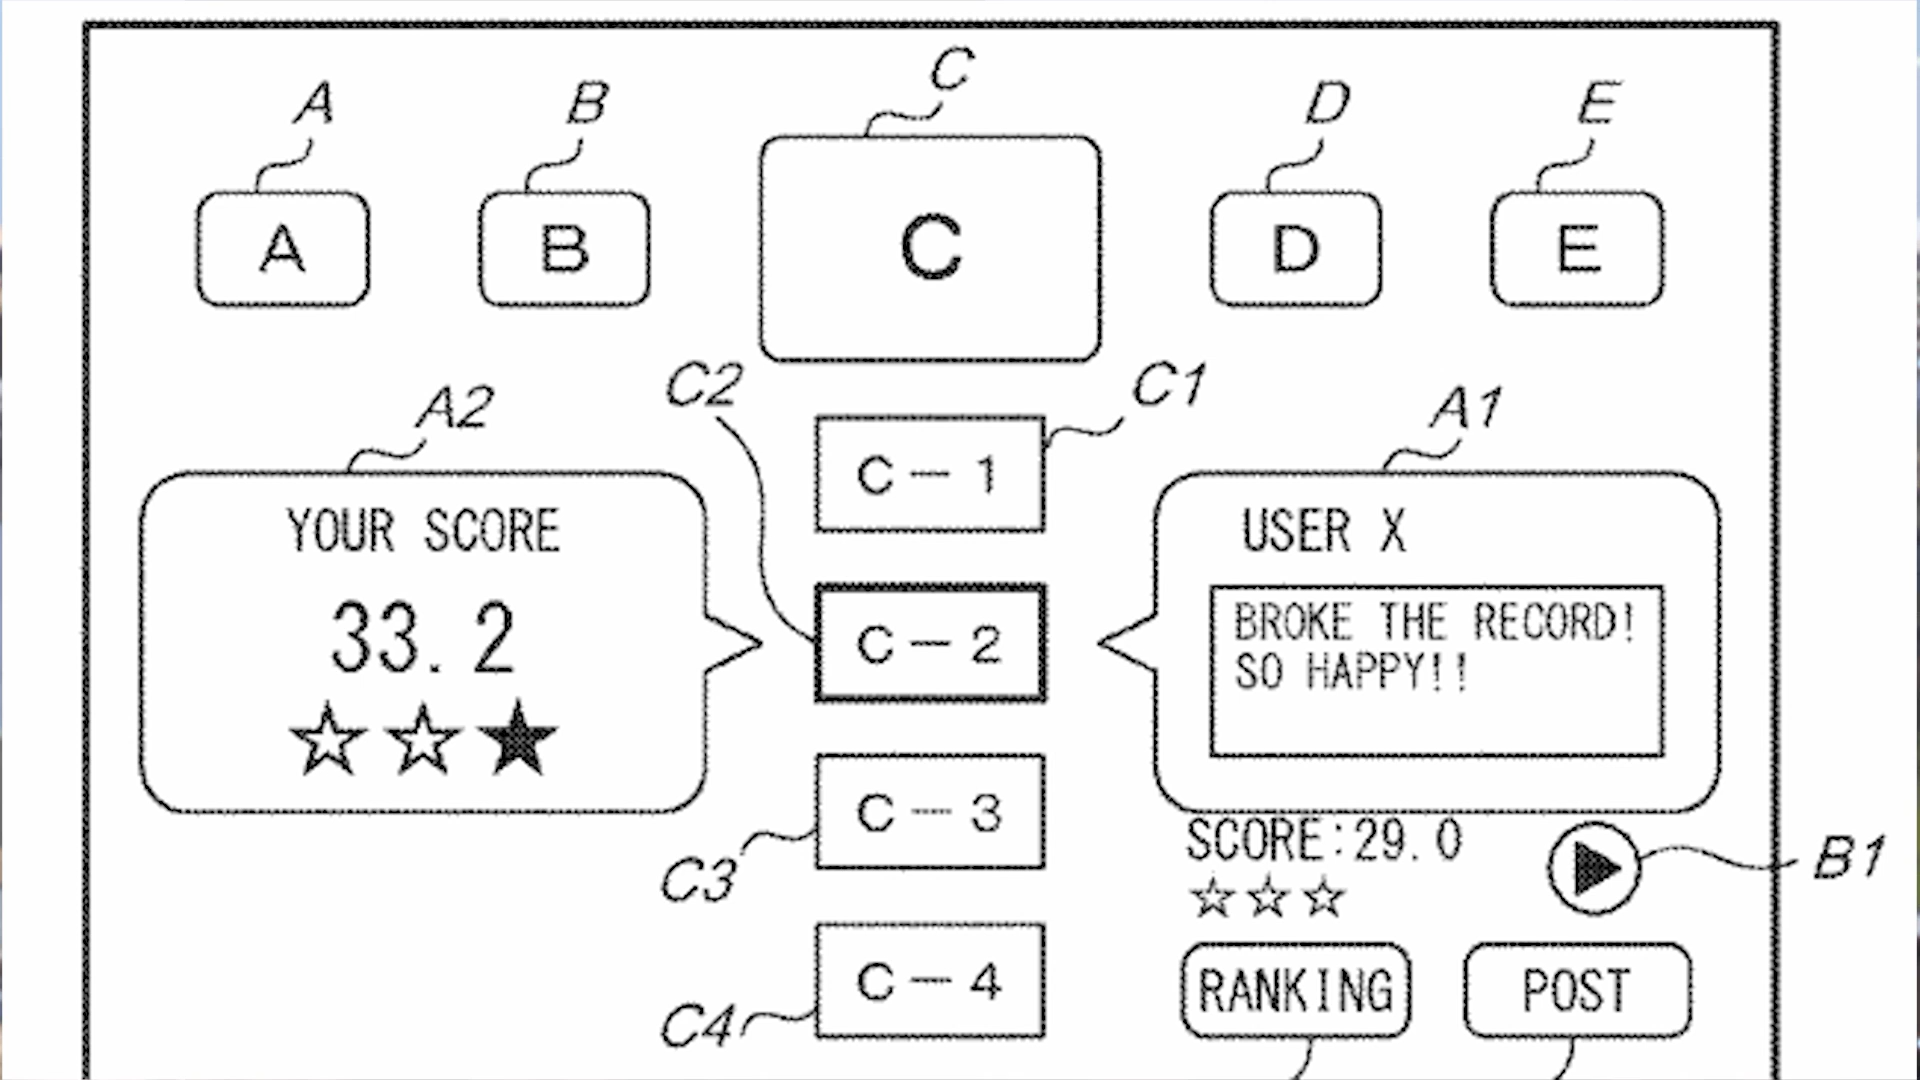 A B C D E
A B C D E
C2 C1
A2 A1
C — 1
YOUR SCORE
33. 2
C — 2
USER X
BROKE THE RECORD!
SO HAPPY!!
C — 3
C3
SCORE:29. 0
B1
C — 4
C4
RANKING
POST